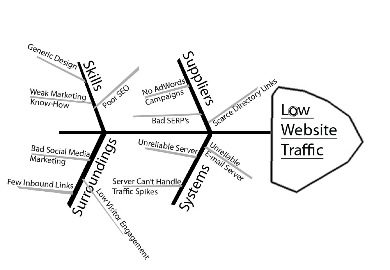 Generic Design
Skills
Poor SEO
Weak Marketing
Know-How
Suppliers
No AdWords
Campaigns
Scarce Directory Links
Bad SERP's
Low
Website
Traffic
Bad Social Media
Marketing
Surroundings
Few Inbound Links
Low Visitor Engagement
Unreliable Server
Unreliable
E-mail Server
Server Can't Handle
Traffic Spikes
Systems